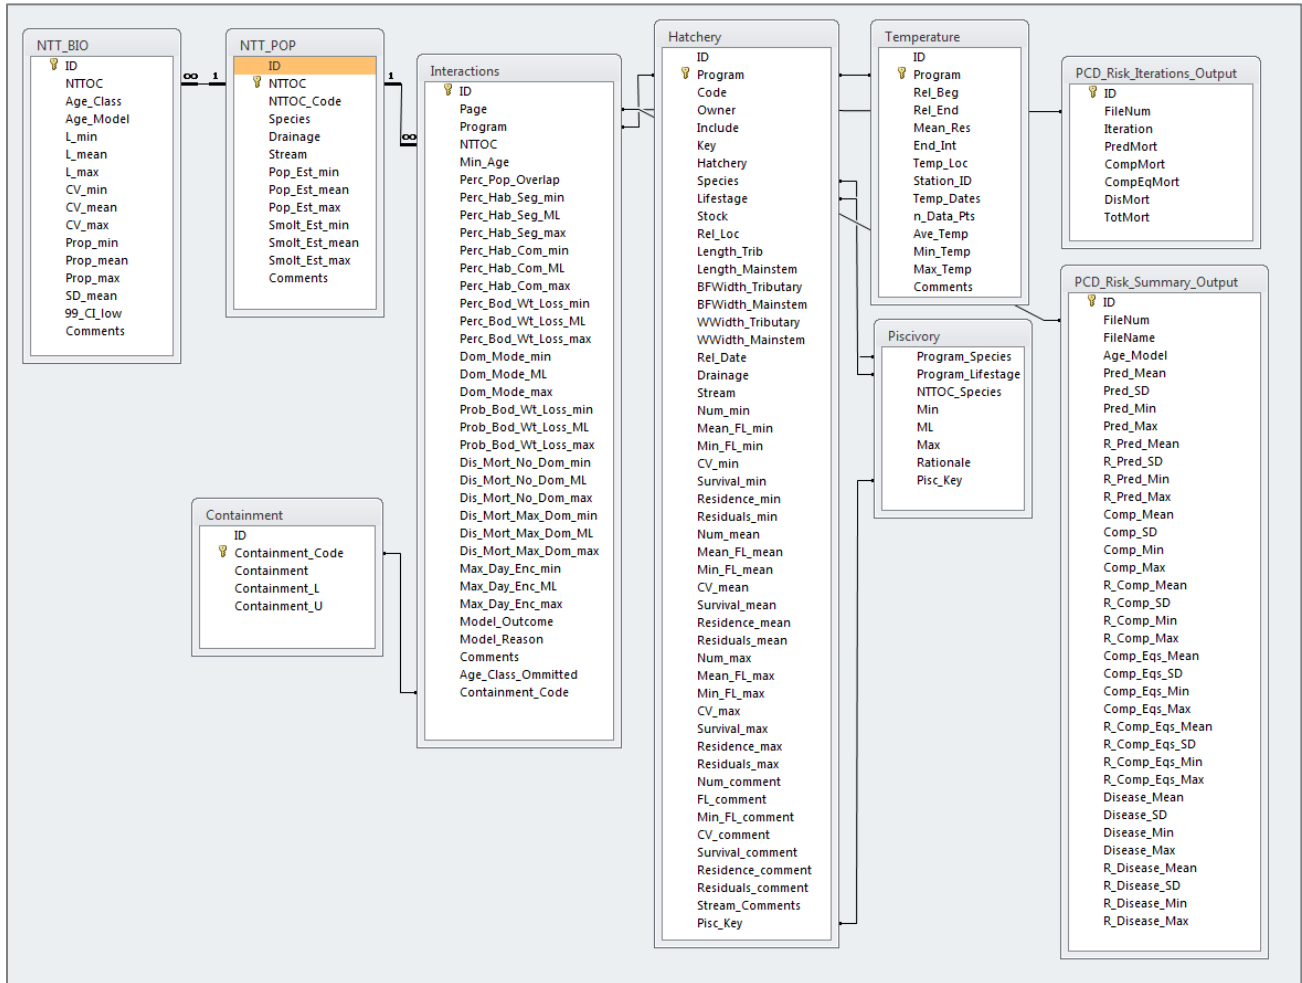 NTT_BIO
ID
NTTOC
Age_Class
Age_Model
L_min
L_mean
L_max
CV_min
CV_mean
CV_max
Prop_min
Prop_mean
Prop_max
SD_mean
99_CI_low
Comments
∞ 1
NTT_POP
ID
NTTOC
NTTOC_Code
Species
Drainage
Stream
Pop_Est_min
Pop_Est_mean
Pop_Est_max
Smolt_Est_min
Smolt_Est_mean
Smolt_Est_max
Comments
1
∞
Interactions
ID
Page
Program
NTTOC
Min_Age
Perc_Pop_Overlap
Perc_Hab_Seg_min
Perc_Hab_Seg_ML
Perc_Hab_Seg_max
Perc_Hab_Com_min
Perc_Hab_Com_ML
Perc_Hab_Com_max
Perc_Bod_Wt_Loss_min
Perc_Bod_Wt_Loss_ML
Perc_Bod_Wt_Loss_max
Dom_Mode_min
Dom_Mode_ML
Dom_Mode_max
Prob_Bod_Wt_Loss_min
Prob_Bod_Wt_Loss_ML
Prob_Bod_Wt_Loss_max
Dis_Mort_No_Dom_min
Dis_Mort_No_Dom_ML
Dis_Mort_No_Dom_max
Dis_Mort_Max_Dom_min
Dis_Mort_Max_Dom_ML
Dis_Mort_Max_Dom_max
Max_Day_Enc_min
Max_Day_Enc_ML
Max_Day_Enc_max
Model_Outcome
Model_Reason
Comments
Age_Class_Ommitted
Containment_Code
Containment
ID
Containment_Code
Containment
Containment_L
Containment_U
Hatchery
ID
Program
Code
Owner
Include
Key
Hatchery
Species
Lifestage
Stock
Rel_Loc
Length_Trib
Length_Mainstem
BFWidth_Tributary
BFWidth_Mainstem
WWidth_Tributary
WWidth_Mainstem
Rel_Date
Drainage
Stream
Num_min
Mean_FL_min
Min_FL_min
CV_min
Survival_min
Residence_min
Residuals_min
Num_mean
Mean_FL_mean
Min_FL_mean
CV_mean
Survival_mean
Residence_mean
Residuals_mean
Num_max
Mean_FL_max
Min_FL_max
CV_max
Survival_max
Residence_max
Residuals_max
Num_comment
FL_comment
Min_FL_comment
CV_comment
Survival_comment
Residence_comment
Residuals_comment
Stream_Comments
Pisc_Key
Temperature
ID
Program
Rel_Beg
Rel_End
Mean_Res
End_Int
Temp_Loc
Station_ID
Temp_Dates
n_Data_Pts
Ave_Temp
Min_Temp
Max_Temp
Comments
Piscivory
Program_Species
Program_Lifestage
NTTOC_Species
Min
ML
Max
Rationale
Pisc_Key
PCD_Risk_Iterations_Output
ID
FileNum
Iteration
PredMort
CompMort
CompEqMort
DisMort
TotMort
PCD_Risk_Summary_Output
ID
FileNum
FileName
Age_Model
Pred_Mean
Pred_SD
Pred_Min
Pred_Max
R_Pred_Mean
R_Pred_SD
R_Pred_Min
R_Pred_Max
Comp_Mean
Comp_SD
Comp_Min
Comp_Max
R_Comp_Mean
R_Comp_SD
R_Comp_Min
R_Comp_Max
Comp_Eqs_Mean
Comp_Eqs_SD
Comp_Eqs_Min
Comp_Eqs_Max
R_Comp_Eqs_Mean
R_Comp_Eqs_SD
R_Comp_Eqs_Min
R_Comp_Eqs_Max
Disease_Mean
Disease_SD
Disease_Min
Disease_Max
R_Disease_Mean
R_Disease_SD
R_Disease_Min
R_Disease_Max